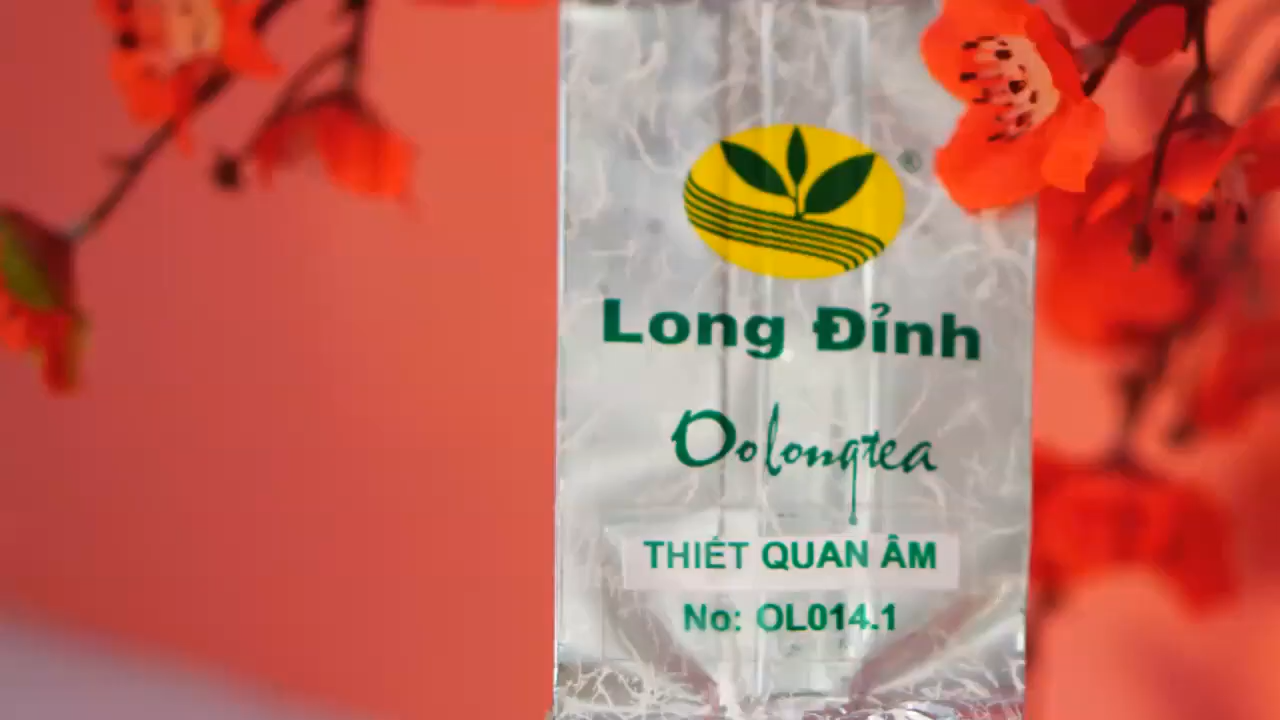 ®
Long Đỉnh
Oolongtea
THIẾT QUAN ÂM
No: OL014.1